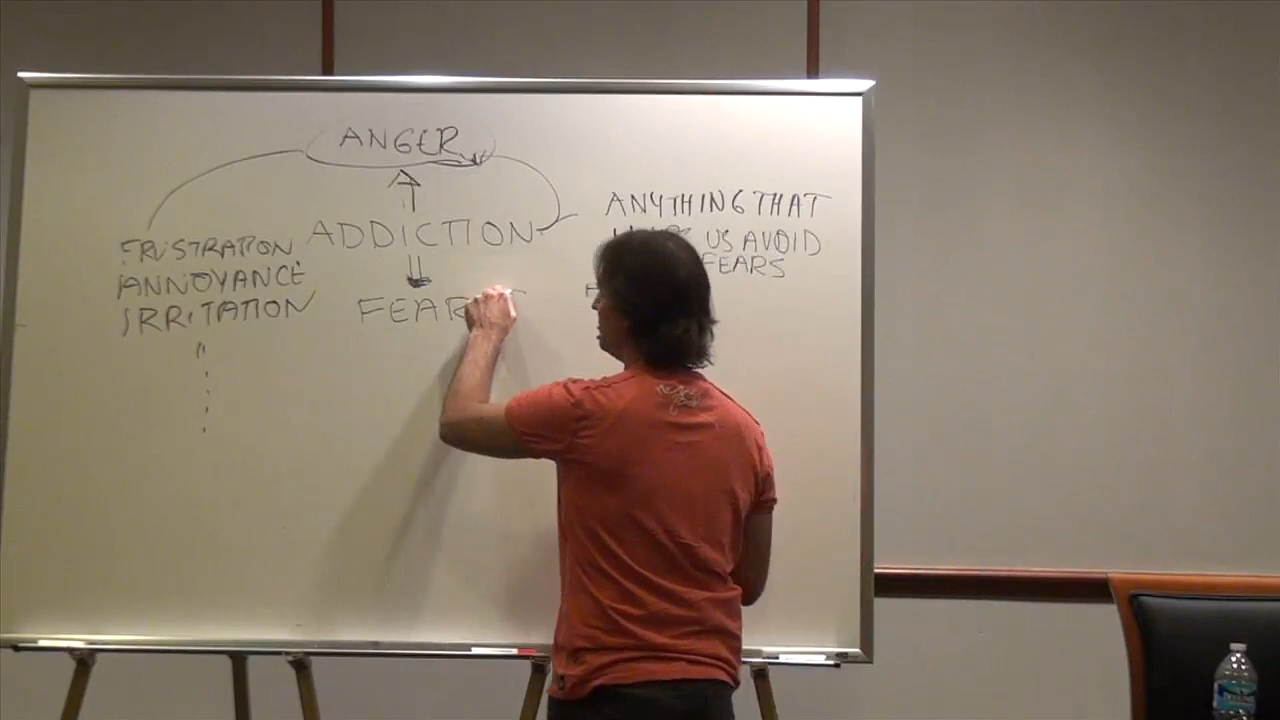 ANGER
ADDICTION
FEAR
FRUSTRATION
ANNOYANCE
IRRITATION
ANYTHING THAT
US AVOID
FEARS